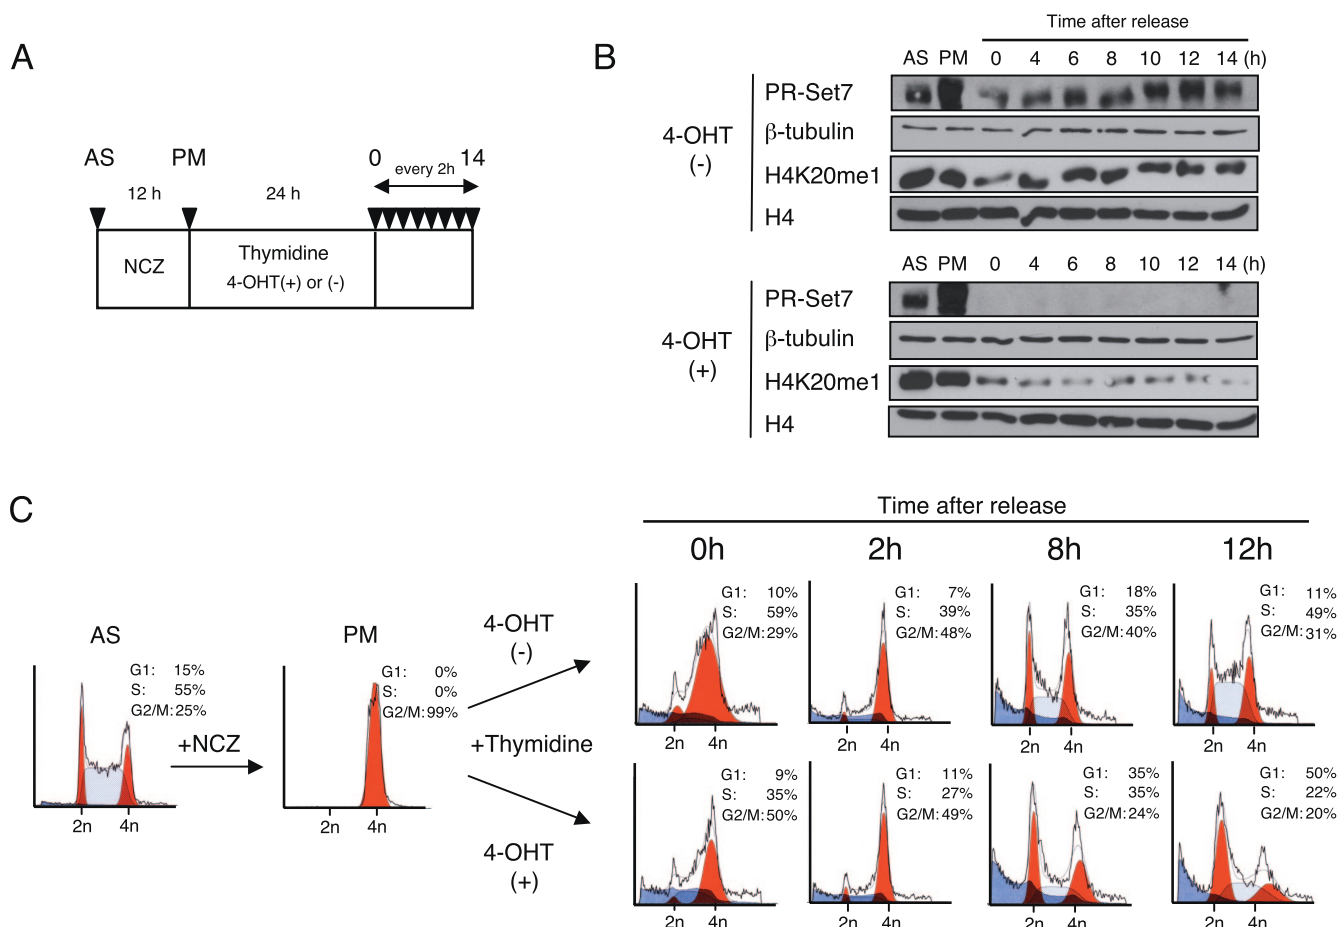 A
AS PM 0 14
every 2h
12 h 24 h
NCZ
Thymidine
4-OHT(+) or (-)
B
Time after release
AS PM 0 4 6 8 10 12 14 (h)
4-OHT
(-)
PR-Set7
β-tubulin
H4K20me1
H4
AS PM 0 4 6 8 10 12 14 (h)
4-OHT
(+)
PR-Set7
β-tubulin
H4K20me1
H4
C
Time after release
0h 2h 8h 12h
AS
G1: 15%
S: 55%
G2/M: 25%
2n 4n
+NCZ
PM
G1: 0%
S: 0%
G2/M: 99%
2n 4n
4-OHT
(-)
+Thymidine
4-OHT
(+)
G1: 10%
S: 59%
G2/M: 29%
2n 4n
G1: 7%
S: 39%
G2/M: 48%
2n 4n
G1: 18%
S: 35%
G2/M: 40%
2n 4n
G1: 11%
S: 49%
G2/M: 31%
2n 4n
G1: 9%
S: 35%
G2/M: 50%
2n 4n
G1: 11%
S: 27%
G2/M: 49%
2n 4n
G1: 35%
S: 35%
G2/M: 24%
2n 4n
G1: 50%
S: 22%
G2/M: 20%
2n 4n